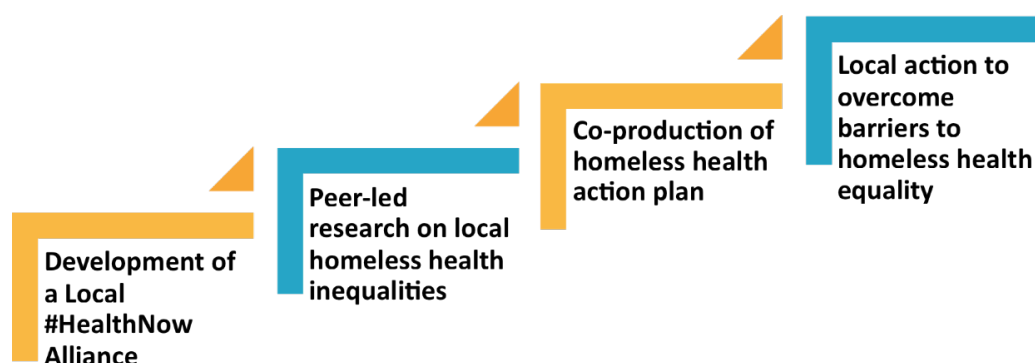 Development of
a Local
#HealthNow
Alliance
Peer-led
research on local
homeless health
inequalities
Co-production of
homeless health
action plan
Local action to
overcome
barriers to
homeless health
equality